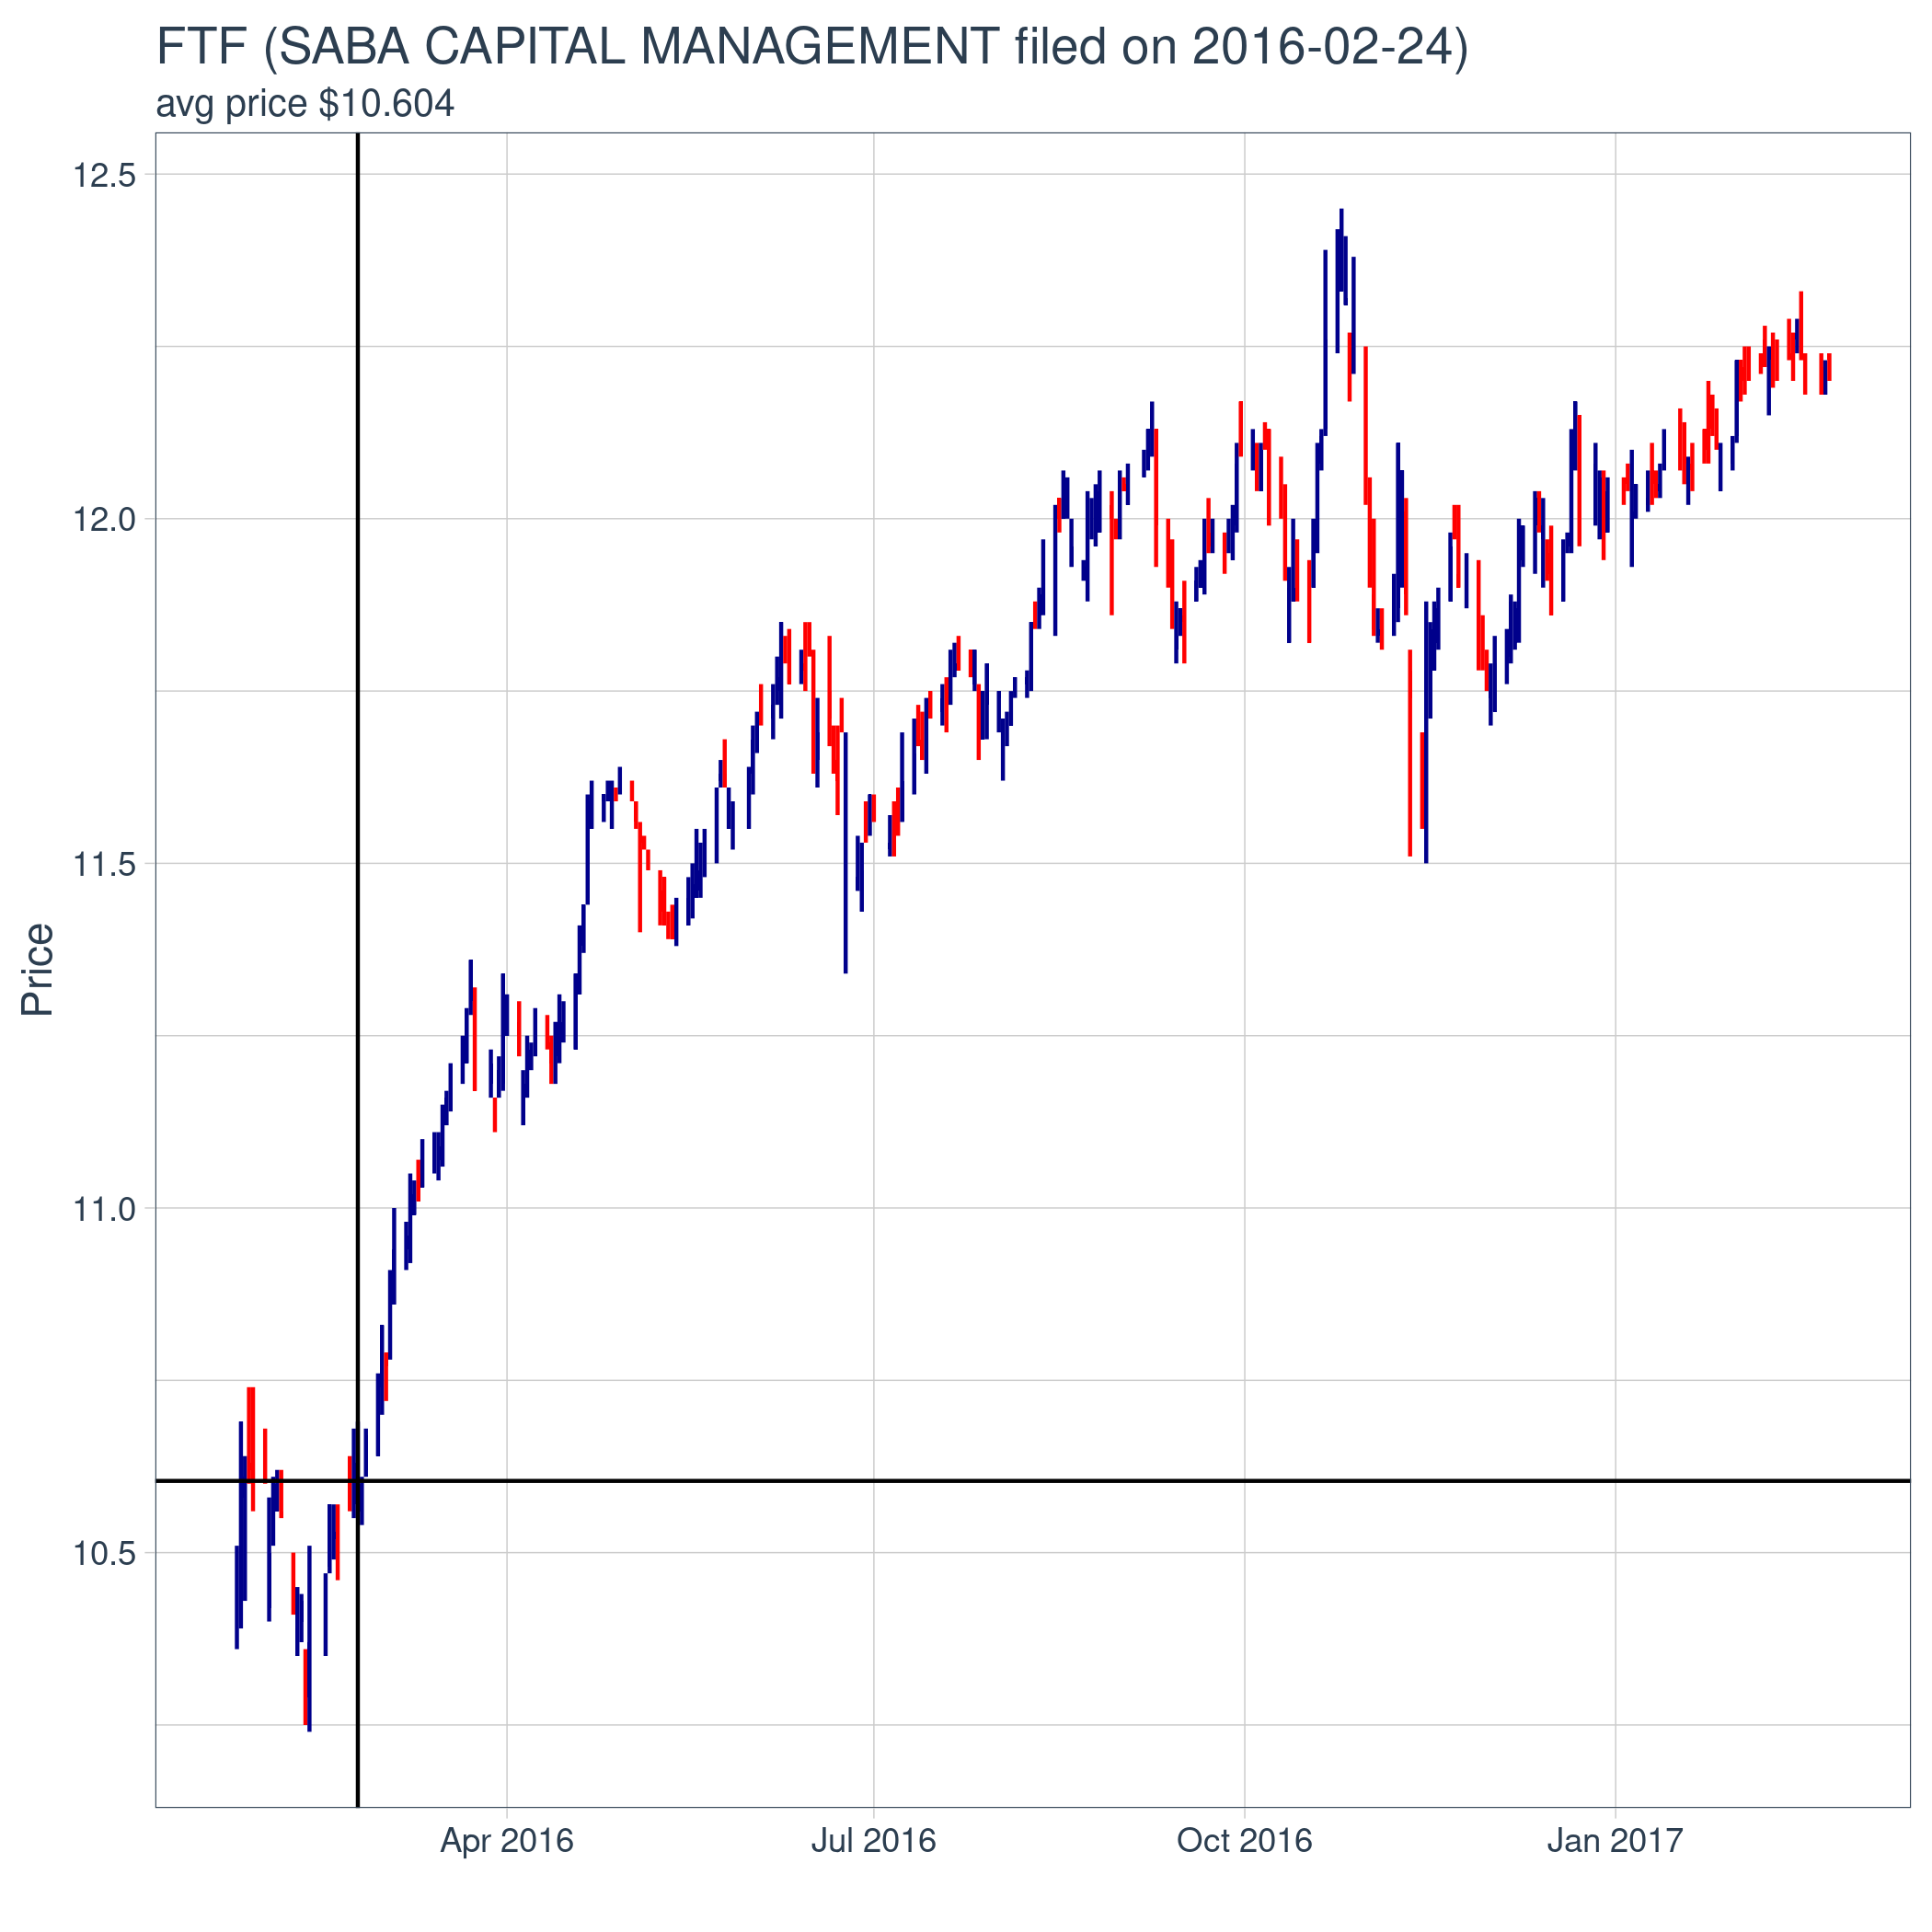 FTF (SABA CAPITAL MANAGEMENT filed on 2016-02-24)
avg price $10.604
12.5
12.0
11.5
11.0
10.5
Price
Apr 2016
Jul 2016
Oct 2016
Jan 2017